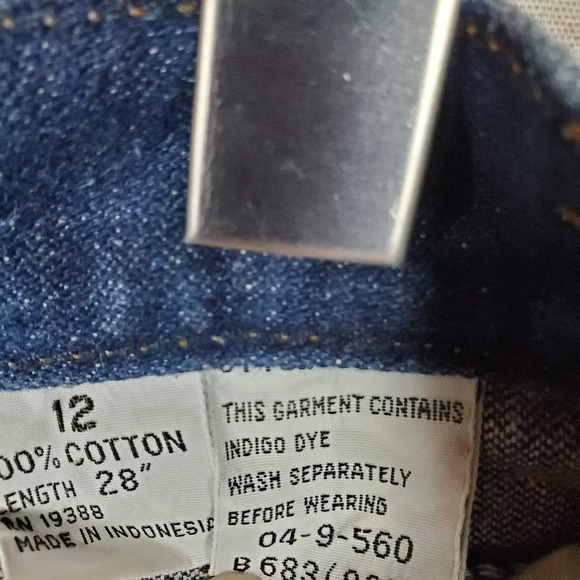 12
00% COTTON
LENGTH 28"
RN 19388
MADE IN INDONESIA
THIS GARMENT CONTAINS
INDIGO DYE
WASH SEPARATELY
BEFORE WEARING
04-9-560
B 683/